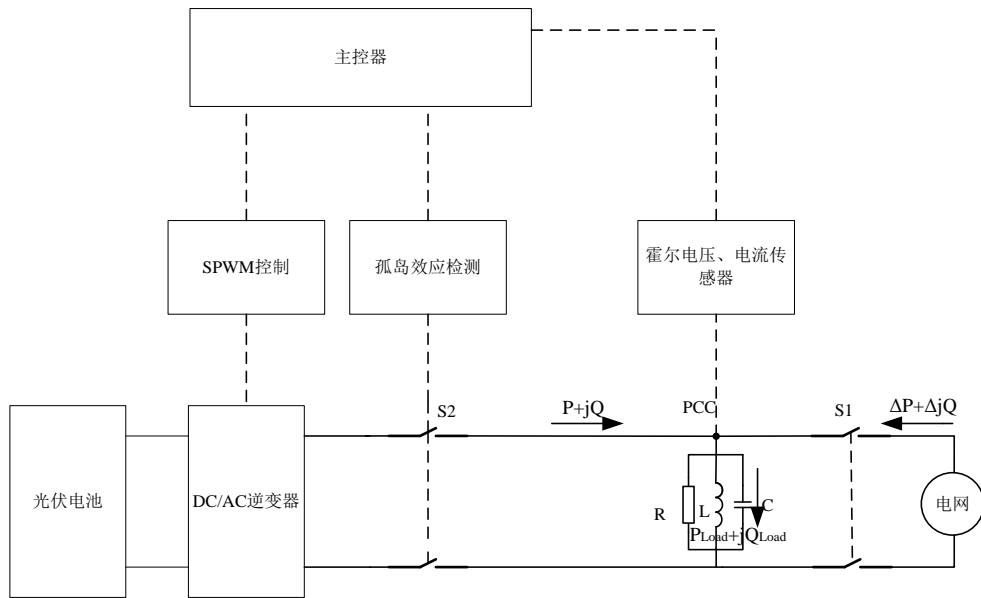 主控器
SPWM控制
孤岛效应检测
霍尔电压、电流传
感器
S2
P+jQ
PCC
S1
ΔP+ΔjQ
光伏电池
DC/AC逆变器
R
L
C
PLoad+jQLoad
电网